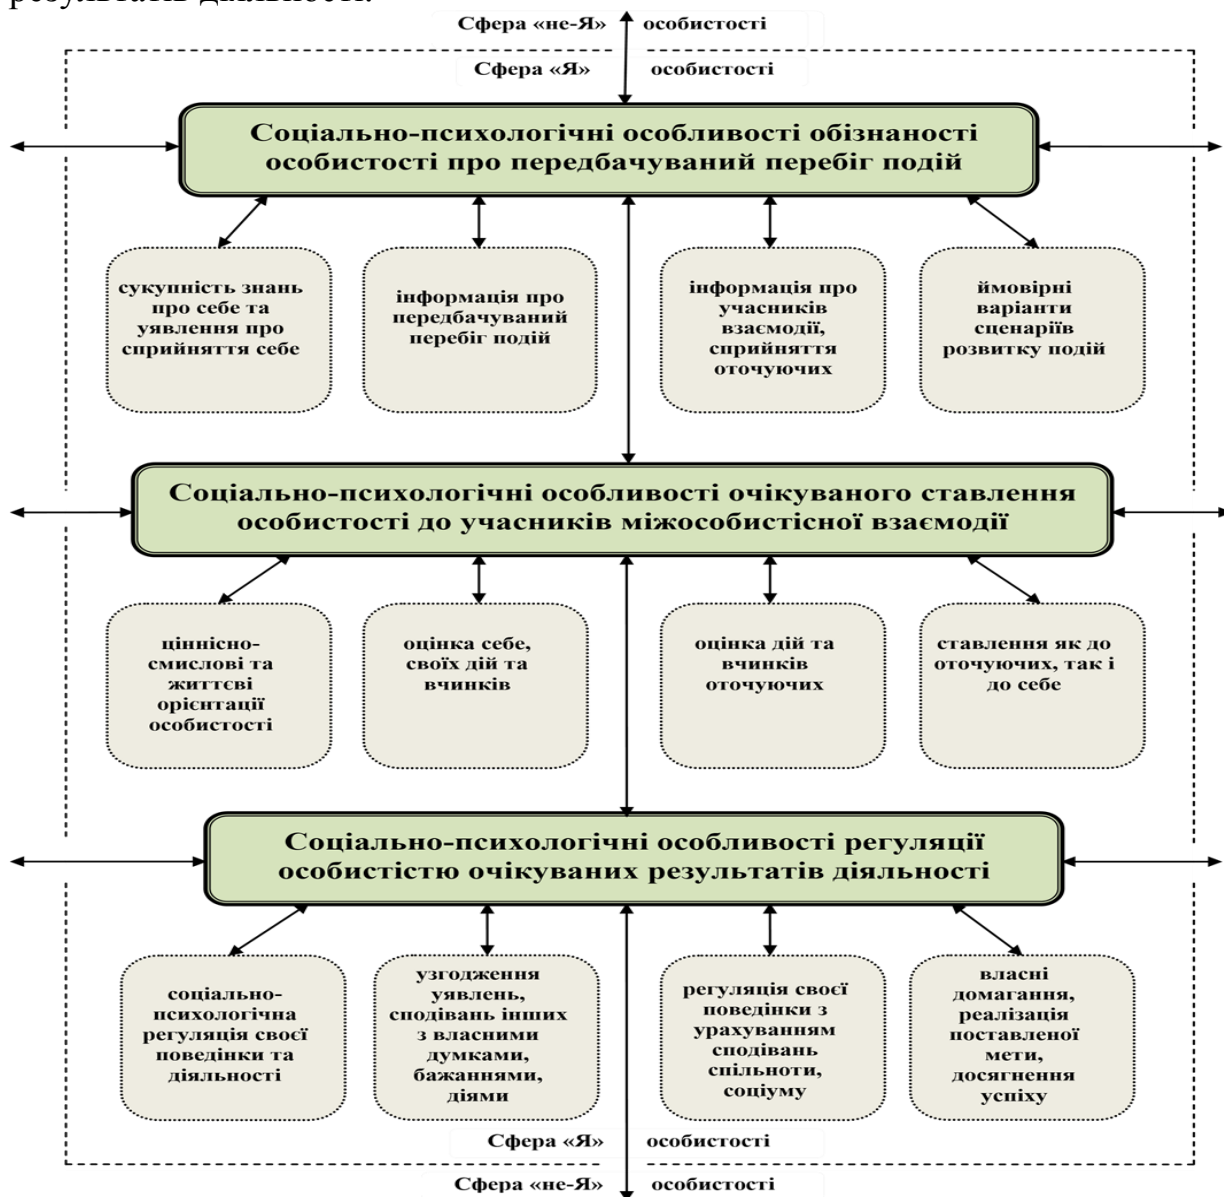 результатів діяльності.
Сфера «не-Я» особистості
Сфера «Я» особистості
Соціально-психологічні особливості обізнаності
особистості про передбачуваний перебіг подій
сукупність знань
про себе та
уявлення про
сприйняття себе
інформація про
передбачуваний
перебіг подій
інформація про
учасників
взаємодії,
сприйняття
оточуючих
ймовірні
варіанти
сценаріїв
розвитку подій
Соціально-психологічні особливості очікуваного ставлення
особистості до учасників міжособистісної взаємодії
ціннісно-
смислові та
життєві
орієнтації
особистості
оцінка себе,
своїх дій та
вчинків
оцінка дій та
вчинків
оточуючих
ставлення як до
оточуючих, так і
до себе
Соціально-психологічні особливості регуляції
особистістю очікуваних результатів діяльності
соціально-
психологічна
регуляція своєї
поведінки та
діяльності
узгодження
уявлень,
сподівань інших
з власними
думками,
бажаннями,
діями
регуляція своєї
поведінки з
урахуванням
сподівань
спільноти,
соціуму
власні
домагання,
реалізація
поставленої
мети,
досягнення
успіху
Сфера «Я» особистості
Сфера «не-Я» особистості